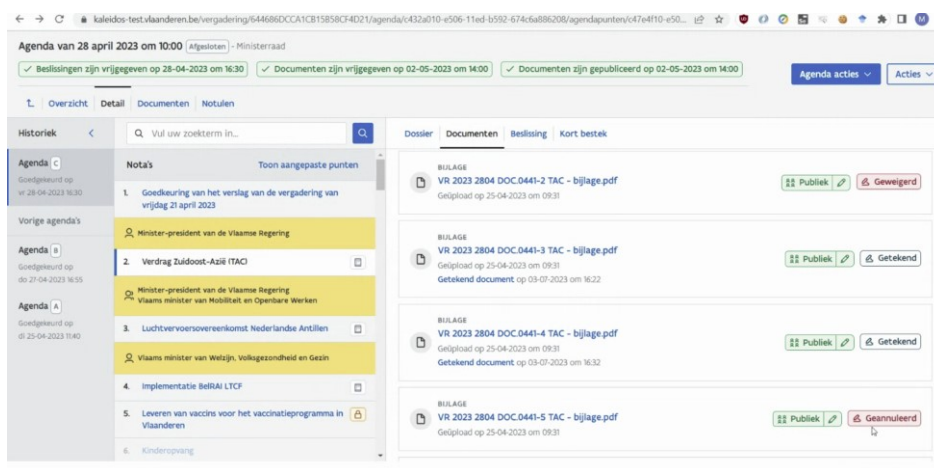 kaleidos-test.vlaanderen.be/vergadering/644686DCCA1CB15B58CF4D21/agenda/c432a010-e506-11ed-b592-674c6a886208/agendapunten/c47e4f10-e50...
Agenda van 28 april 2023 om 10:00 Afgesloten - Ministerraad
Beslissingen zijn vrijgegeven op 28-04-2023 om 16:30
Documenten zijn vrijgegeven op 02-05-2023 om 14:00
Documenten zijn gepubliceerd op 02-05-2023 om 14:00
Agenda acties
Acties
Overzicht Detail Documenten Notulen
Historiek
Agenda C
Goedgekeurd op
vr 28-04-2023 16:30
Vorige agenda's
Agenda B
Goedgekeurd op
do 27-04-2023 16:55
Agenda A
Goedgekeurd op
di 25-04-2023 11:40
Vul uw zoekterm in...
Nota's Toon aangepaste punten
1. Goedkeuring van het verslag van de vergadering van
vrijdag 21 april 2023
Minister-president van de Vlaamse Regering
2. Verdrag Zuidoost-Azië (TAC)
Minister-president van de Vlaamse Regering
Vlaams minister van Mobiliteit en Openbare Werken
3. Luchtvervoersovereenkomst Nederlandse Antillen
Vlaams minister van Welzijn, Volksgezondheid en Gezin
4. Implementatie BelRAI LTCF
5. Leveren van vaccins voor het vaccinatieprogramma in
Vlaanderen
6. Kinderopvang
Dossier Documenten Beslissing Kort bestek
BIJLAGE
VR 2023 2804 DOC.0441-2 TAC - bijlage.pdf
Geüpload op 25-04-2023 om 09:31
Publiek Geweigerd
BIJLAGE
VR 2023 2804 DOC.0441-3 TAC - bijlage.pdf
Geüpload op 25-04-2023 om 09:31
Getekend document op 03-07-2023 om 16:22
Publiek Getekend
BIJLAGE
VR 2023 2804 DOC.0441-4 TAC - bijlage.pdf
Geüpload op 25-04-2023 om 09:31
Getekend document op 03-07-2023 om 16:32
Publiek Getekend
BIJLAGE
VR 2023 2804 DOC.0441-5 TAC - bijlage.pdf
Geüpload op 25-04-2023 om 09:31
Publiek Geannuleerd